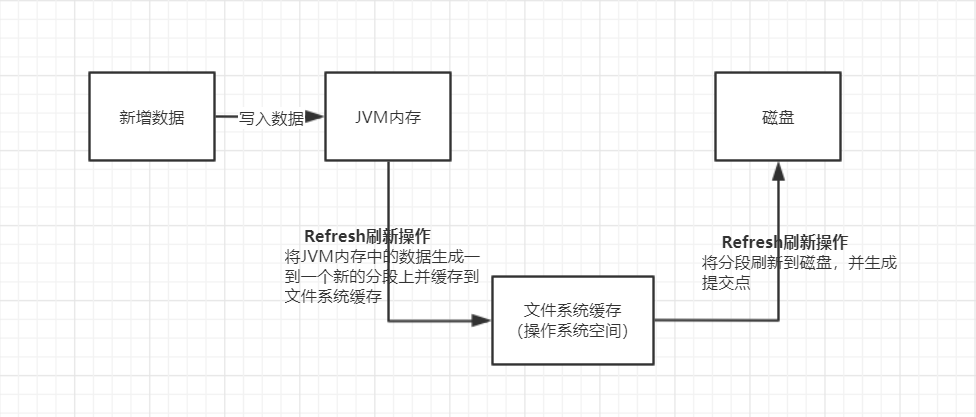 新增数据
写入数据
JVM内存
磁盘
Refresh刷新操作
将JVM内存中的数据生成一
到一个新的分段上并缓存到
文件系统缓存
文件系统缓存
（操作系统空间）
Refresh刷新操作
将分段刷新到磁盘，并生成
提交点